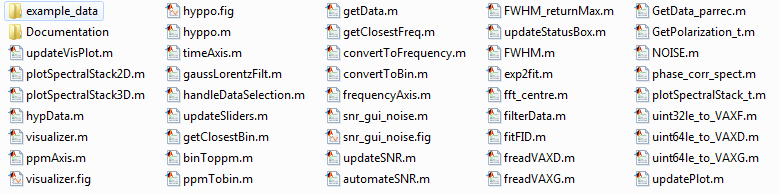 example_data
Documentation
updateVisPlot.m
plotSpectralStack2D.m
plotSpectralStack3D.m
hypData.m
visualizer.m
ppmAxis.m
visualizer.fig
hyppo.fig
hyppo.m
timeAxis.m
gaussLorentzFilt.m
handleDataSelection.m
updateSliders.m
getClosestBin.m
binToppm.m
ppmTobin.m
getData.m
getClosestFreq.m
convertToFrequency.m
convertToBin.m
frequencyAxis.m
snr_gui_noise.m
snr_gui_noise.fig
updateSNR.m
automateSNR.m
FWHM_returnMax.m
updateStatusBox.m
FWHM.m
exp2fit.m
fft_centre.m
filterData.m
fitFID.m
freadVAXD.m
freadVAXG.m
GetData_parrec.m
GetPolarization_t.m
NOISE.m
phase_corr_spect.m
plotSpectralStack_t.m
uint32le_to_VAXF.m
uint64le_to_VAXD.m
uint64le_to_VAXG.m
updatePlot.m